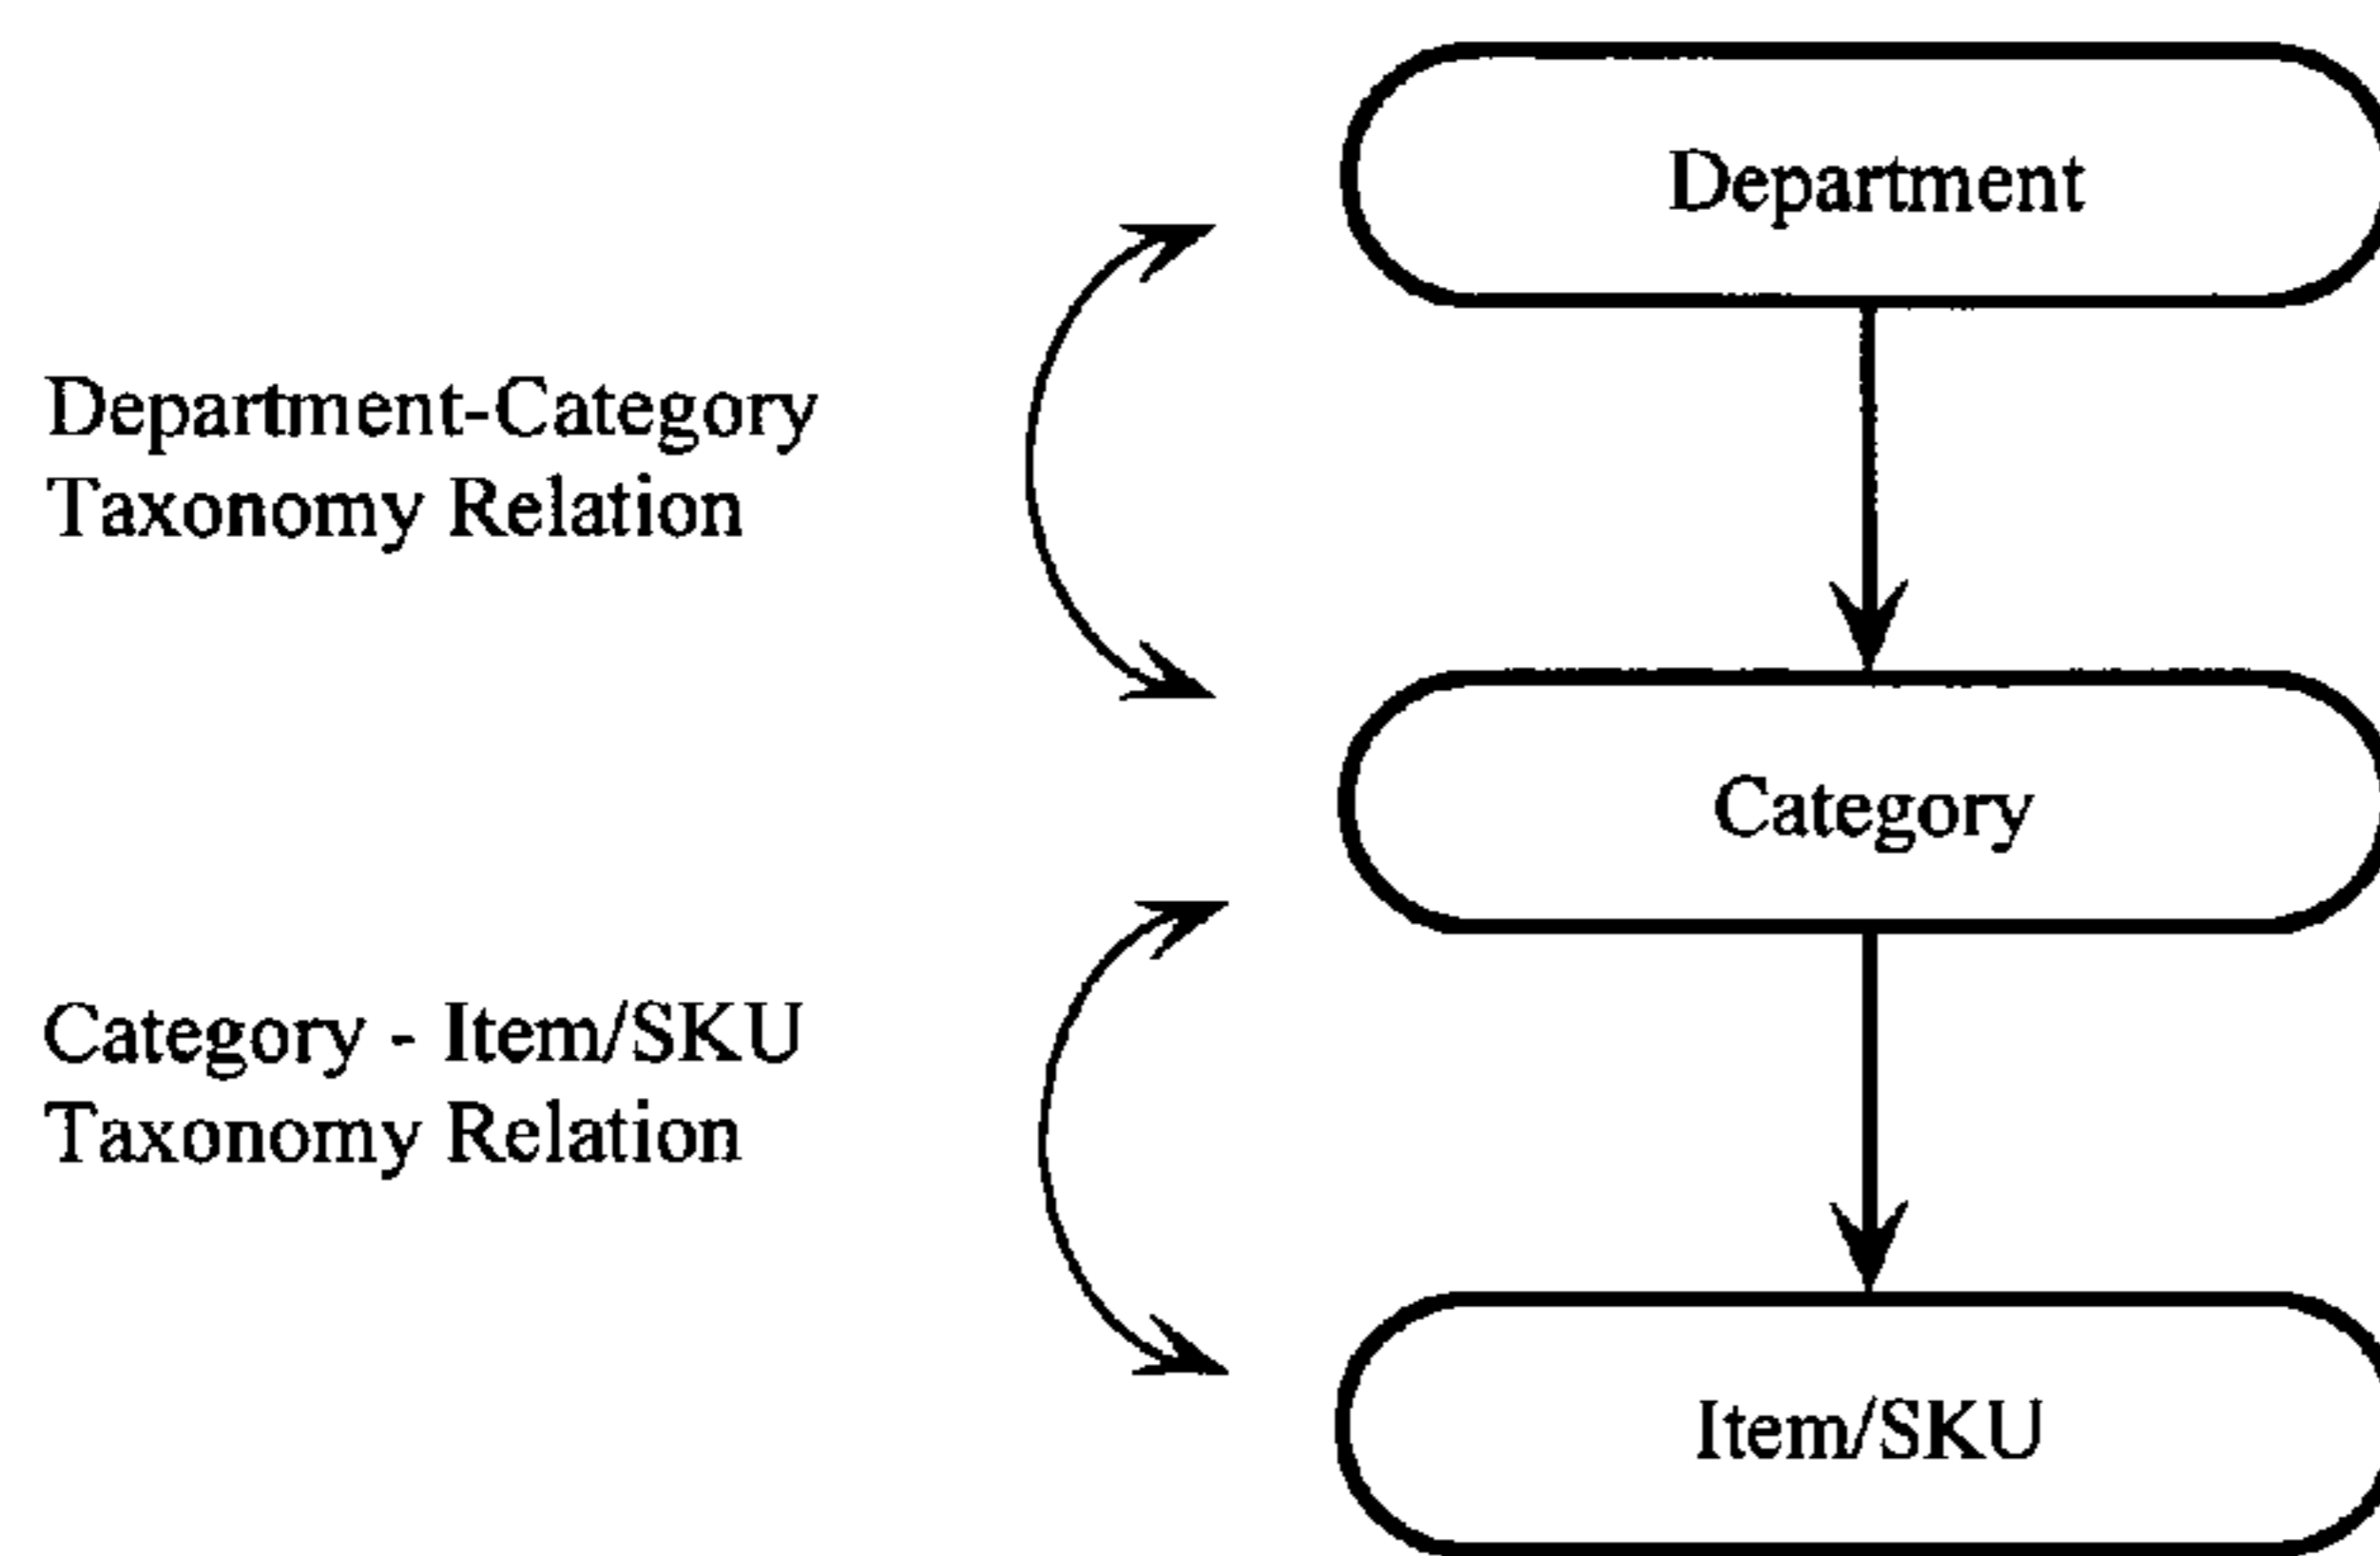 Department
Department-Category
Taxonomy Relation
Category
Category - Item/SKU
Taxonomy Relation
Item/SKU